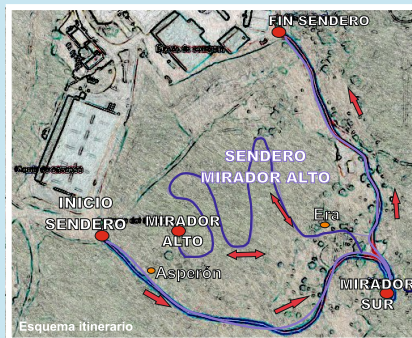 FIN SENDERO
SENDERO
MIRADOR ALTO
INICIO
SENDERO
MIRADOR
ALTO
Era
Asperón
MIRADOR
SUR
Esquema itinerario